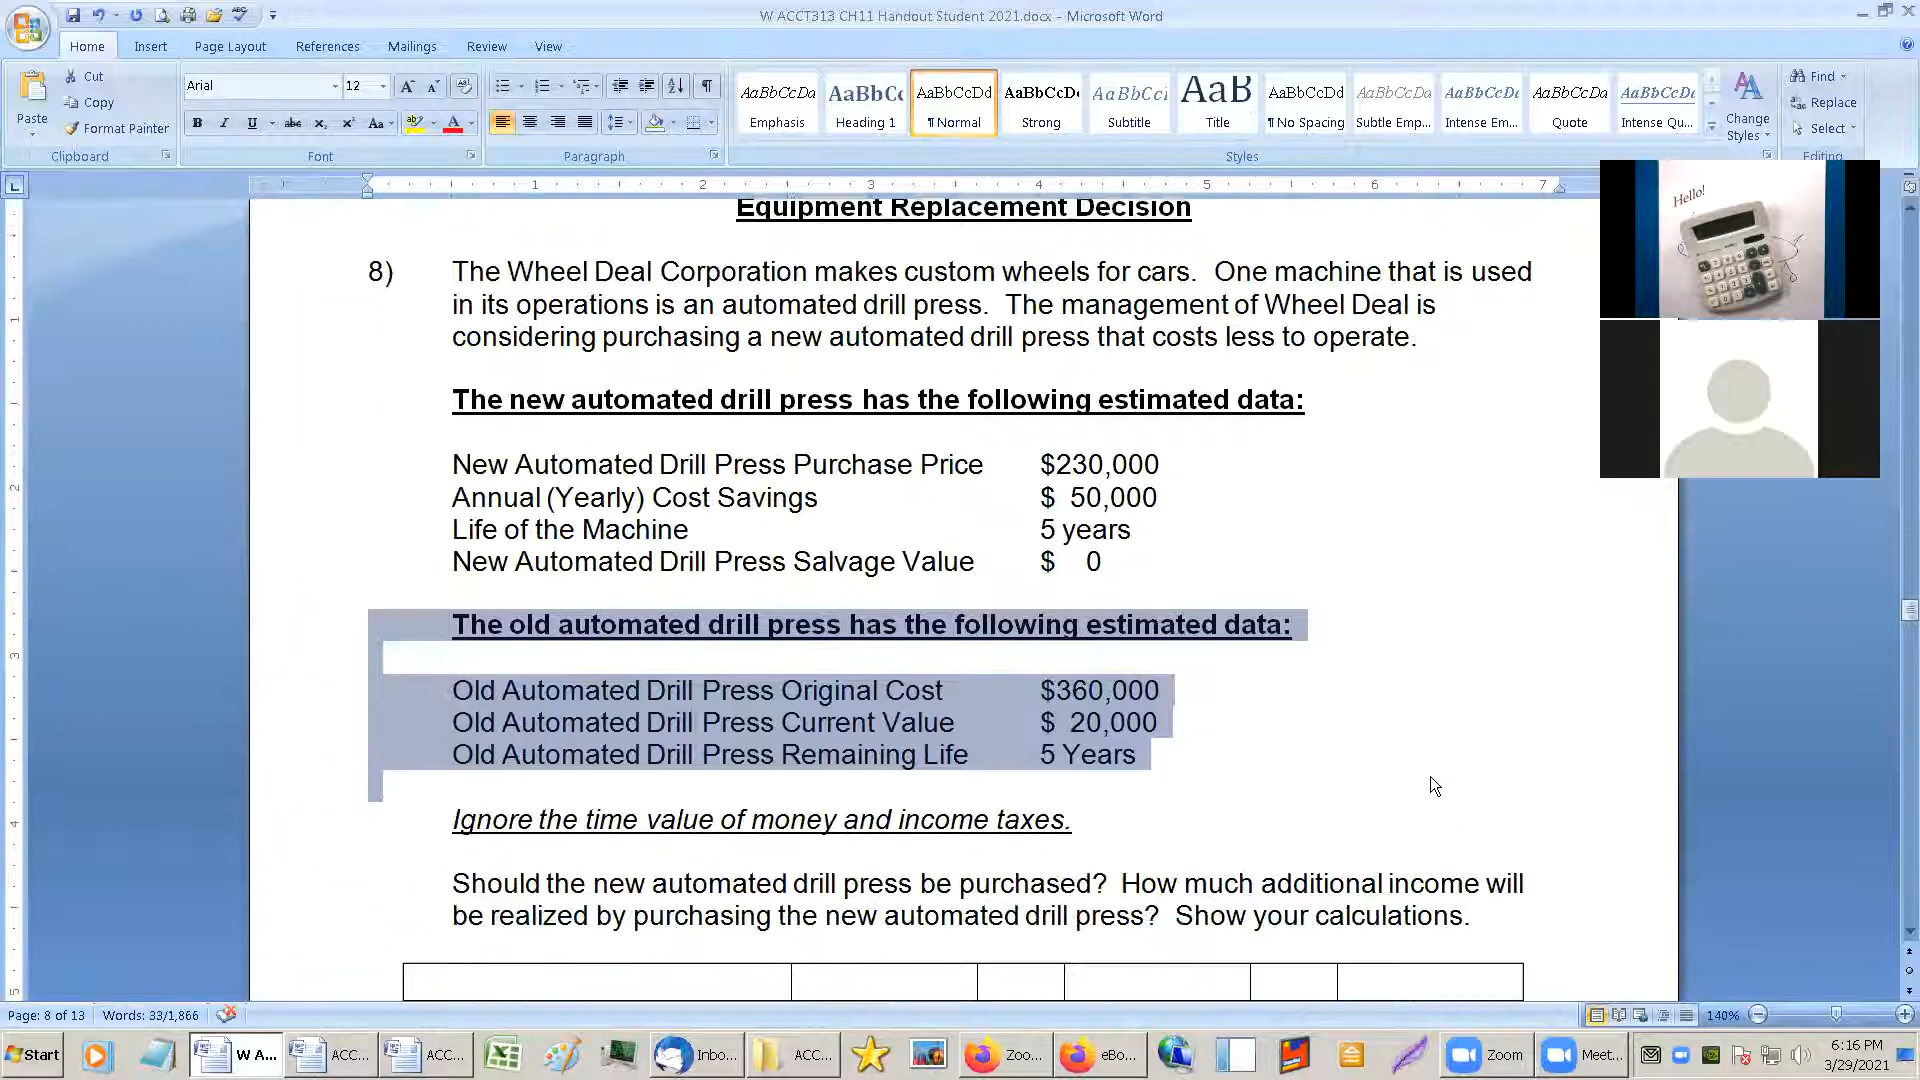 W ACCT313 CH11 Handout Student 2021.docx - Microsoft Word
Home Insert Page Layout References Mailings Review View
Paste
Cut
Copy
Format Painter
Clipboard
Arial 12
Font
Paragraph
AaBbCcDa Emphasis
AaBbCc Heading 1
AaBbCcDd ¶ Normal
AaBbCcDc Strong
AaBbCcI Subtitle
AaB Title
AaBbCcDd ¶ No Spacing
AaBbCcDa Subtle Emp...
AaBbCcDc Intense Em...
AaBbCcDa Quote
AaBbCcDc Intense Qu...
Change Styles
Styles
Find
Replace
Select
Editing
1 2 3 4 5 6 7
Hello!
Equipment Replacement Decision
8) The Wheel Deal Corporation makes custom wheels for cars. One machine that is used
in its operations is an automated drill press. The management of Wheel Deal is
considering purchasing a new automated drill press that costs less to operate.
The new automated drill press has the following estimated data:
New Automated Drill Press Purchase Price $230,000
Annual (Yearly) Cost Savings $ 50,000
Life of the Machine 5 years
New Automated Drill Press Salvage Value $ 0
The old automated drill press has the following estimated data:
Old Automated Drill Press Original Cost $360,000
Old Automated Drill Press Current Value $ 20,000
Old Automated Drill Press Remaining Life 5 Years
Ignore the time value of money and income taxes.
Should the new automated drill press be purchased? How much additional income will
be realized by purchasing the new automated drill press? Show your calculations.
Page: 8 of 13 Words: 33/1,866 140%
Start W A... ACC... ACC... Inbo... ACC... Zoo... eBo... Zoom Meet... 6:16 PM
3/29/2021